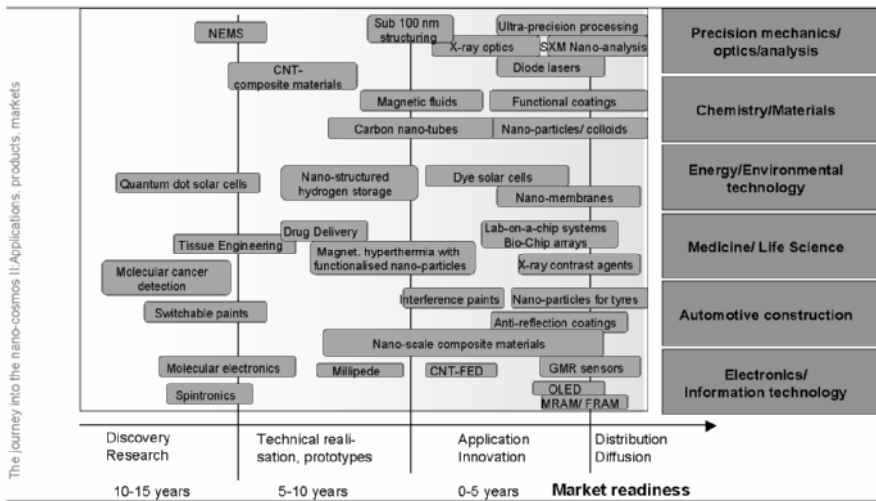 The journey into the nano-cosmos II:Applications, products, markets
NEMS
Sub 100 nm
structuring
Ultra-precision processing
X-ray optics
SXM Nano-analysis
Diode lasers
Precision mechanics/
optics/analysis
CNT-
composite materials
Magnetic fluids
Functional coatings
Carbon nano-tubes
Nano-particles/ colloids
Chemistry/Materials
Quantum dot solar cells
Nano-structured
hydrogen storage
Dye solar cells
Nano-membranes
Energy/Environmental
technology
Drug Delivery
Tissue Engineering
Magnet. hyperthermia with
functionalised nano-particles
Lab-on-a-chip systems
Bio-Chip arrays
X-ray contrast agents
Molecular cancer
detection
Medicine/ Life Science
Switchable paints
Interference paints
Nano-particles for tyres
Anti-reflection coatings
Nano-scale composite materials
Automotive construction
Molecular electronics
Millipede
CNT-FED
GMR sensors
Spintronics
OLED
MRAM/ FRAM
Electronics/
Information technology
Discovery
Research
Technical reali-
sation, prototypes
Application
Innovation
Distribution
Diffusion
10-15 years
5-10 years
0-5 years
Market readiness